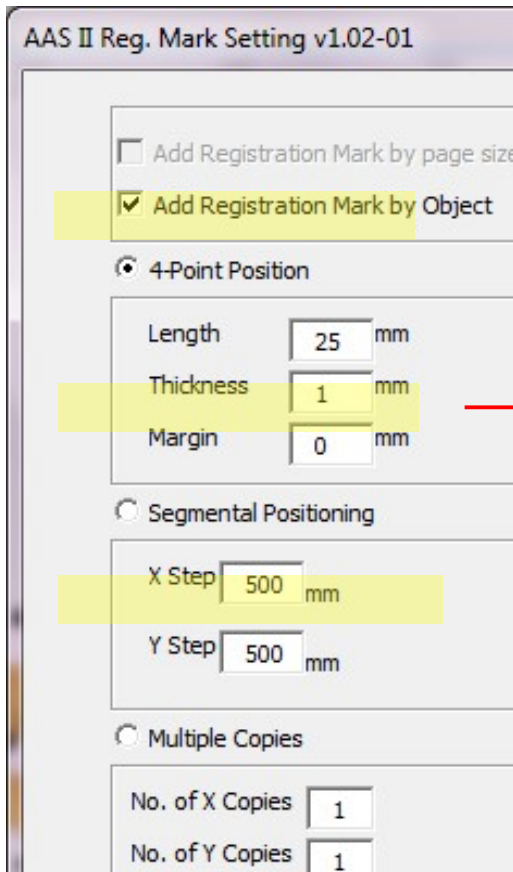 AAS II Reg. Mark Setting v1.02-01
Add Registration Mark by page size
Add Registration Mark by Object
4-Point Position
Length 25 mm
Thickness 1 mm
Margin 0 mm
Segmental Positioning
X Step 500 mm
Y Step 500 mm
Multiple Copies
No. of X Copies 1
No. of Y Copies 1